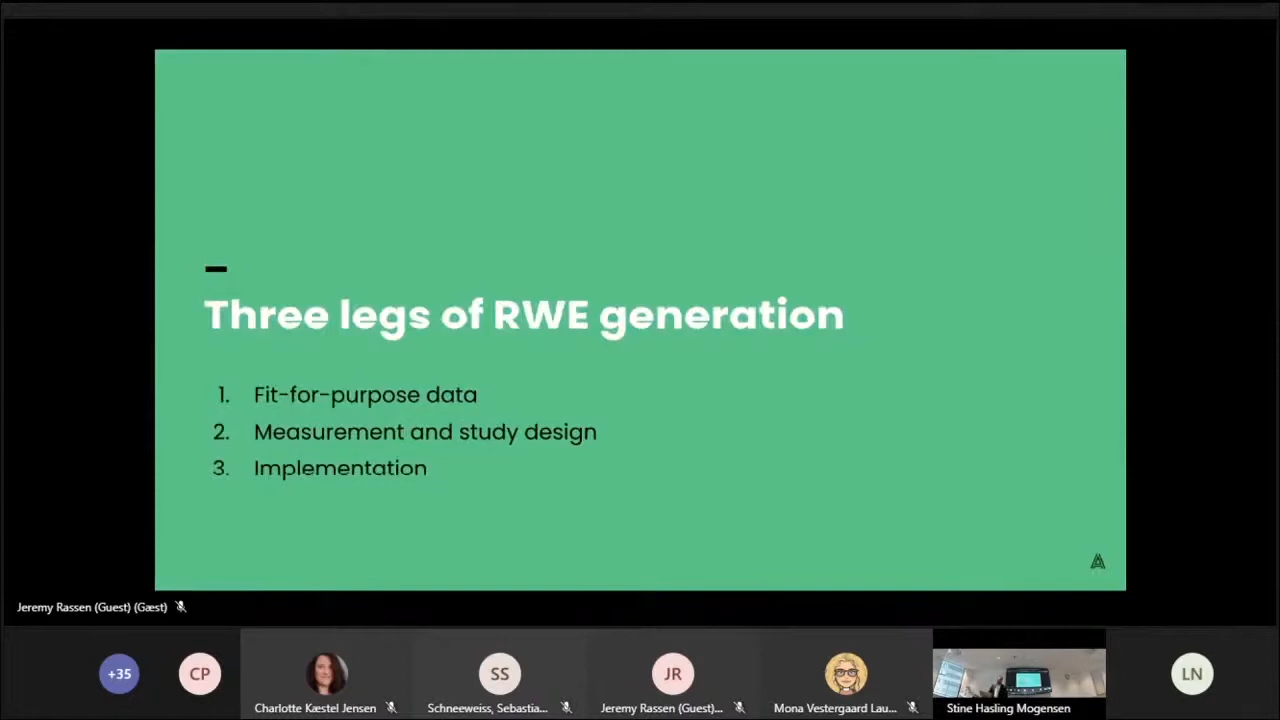 Three legs of RWE generation
1. Fit-for-purpose data
2. Measurement and study design
3. Implementation
Jeremy Rassen (Guest) (Gæst)
+35
CP
SS
JR
LN
Charlotte Kæstel Jensen
Schneeweiss, Sebastia...
Jeremy Rassen (Guest)...
Mona Vestergaard Lau...
Stine Hasling Mogensen